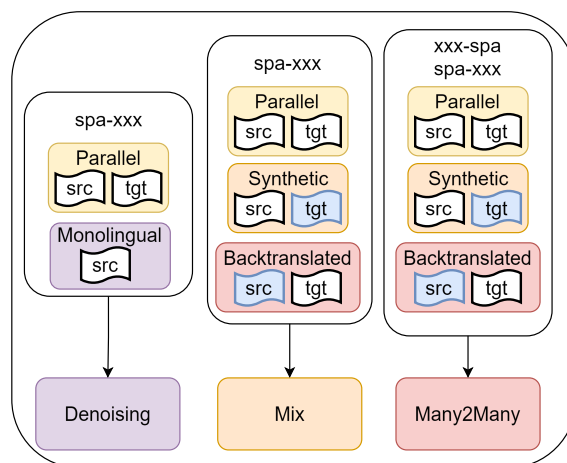 spa-xxx
Parallel
src tgt
Monolingual
src
Denoising
spa-xxx
Parallel
src tgt
Synthetic
src tgt
Backtranslated
src tgt
Mix
xxx-spa
spa-xxx
Parallel
src tgt
Synthetic
src tgt
Backtranslated
src tgt
Many2Many